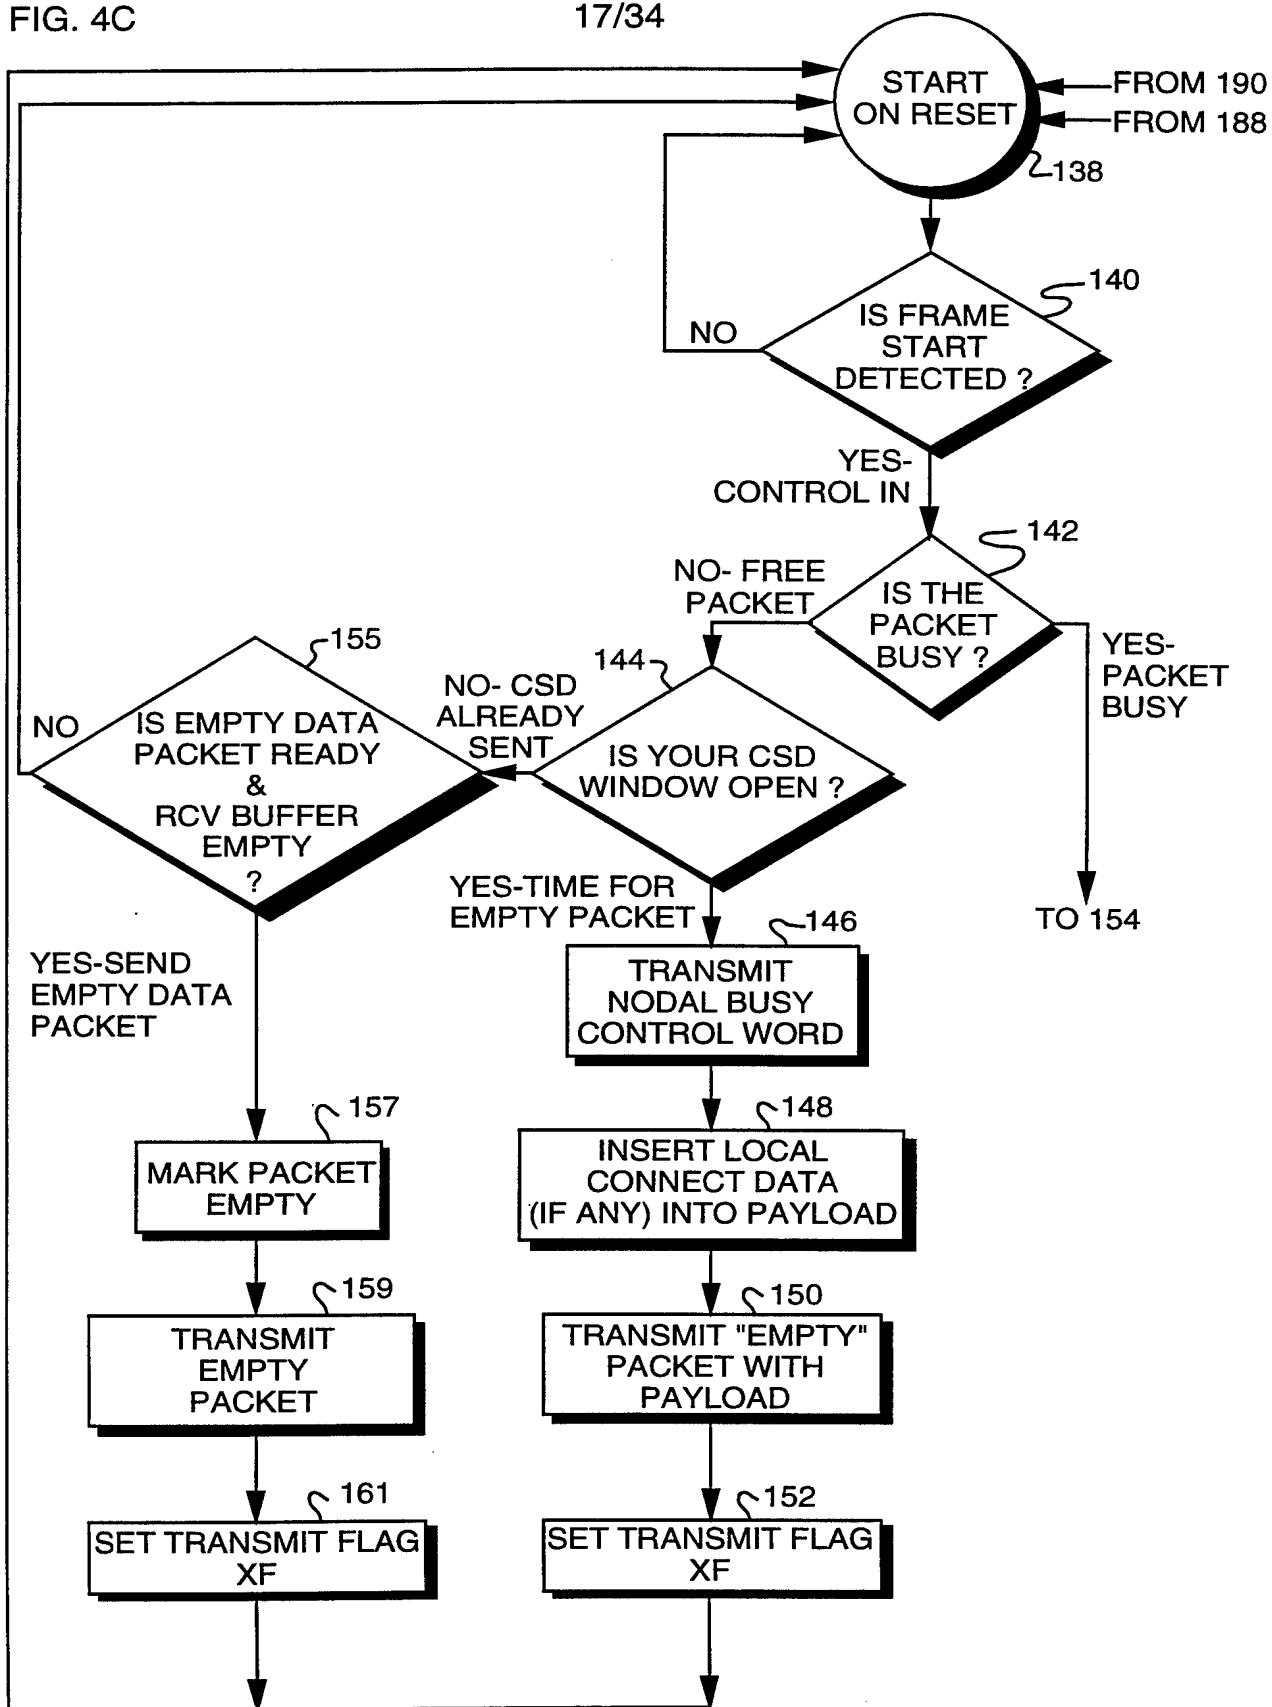 FIG. 4C
17/34
START
ON RESET
FROM 190
FROM 188
138
140
IS FRAME
START
DETECTED ?
NO
YES-
CONTROL IN
142
NO- FREE
PACKET
IS THE
PACKET
BUSY ?
YES-
PACKET
BUSY
155
144
NO- CSD
ALREADY
SENT
NO
IS EMPTY DATA
PACKET READY
&
RCV BUFFER
EMPTY
?
IS YOUR CSD
WINDOW OPEN ?
YES-TIME FOR
EMPTY PACKET
TO 154
146
YES-SEND
EMPTY DATA
PACKET
TRANSMIT
NODAL BUSY
CONTROL WORD
157
148
MARK PACKET
EMPTY
INSERT LOCAL
CONNECT DATA
(IF ANY) INTO PAYLOAD
159
150
TRANSMIT
EMPTY
PACKET
TRANSMIT "EMPTY"
PACKET WITH
PAYLOAD
161
152
SET TRANSMIT FLAG
XF
SET TRANSMIT FLAG
XF